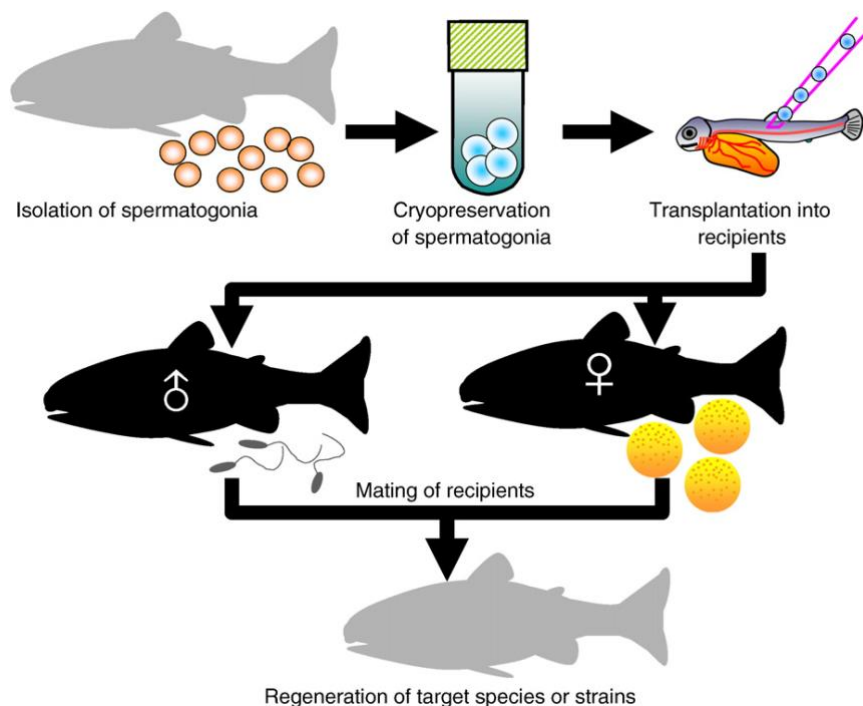 Isolation of spermatogonia
Cryopreservation
of spermatogonia
Transplantation into
recipients
♂
♀
Mating of recipients
Regeneration of target species or strains